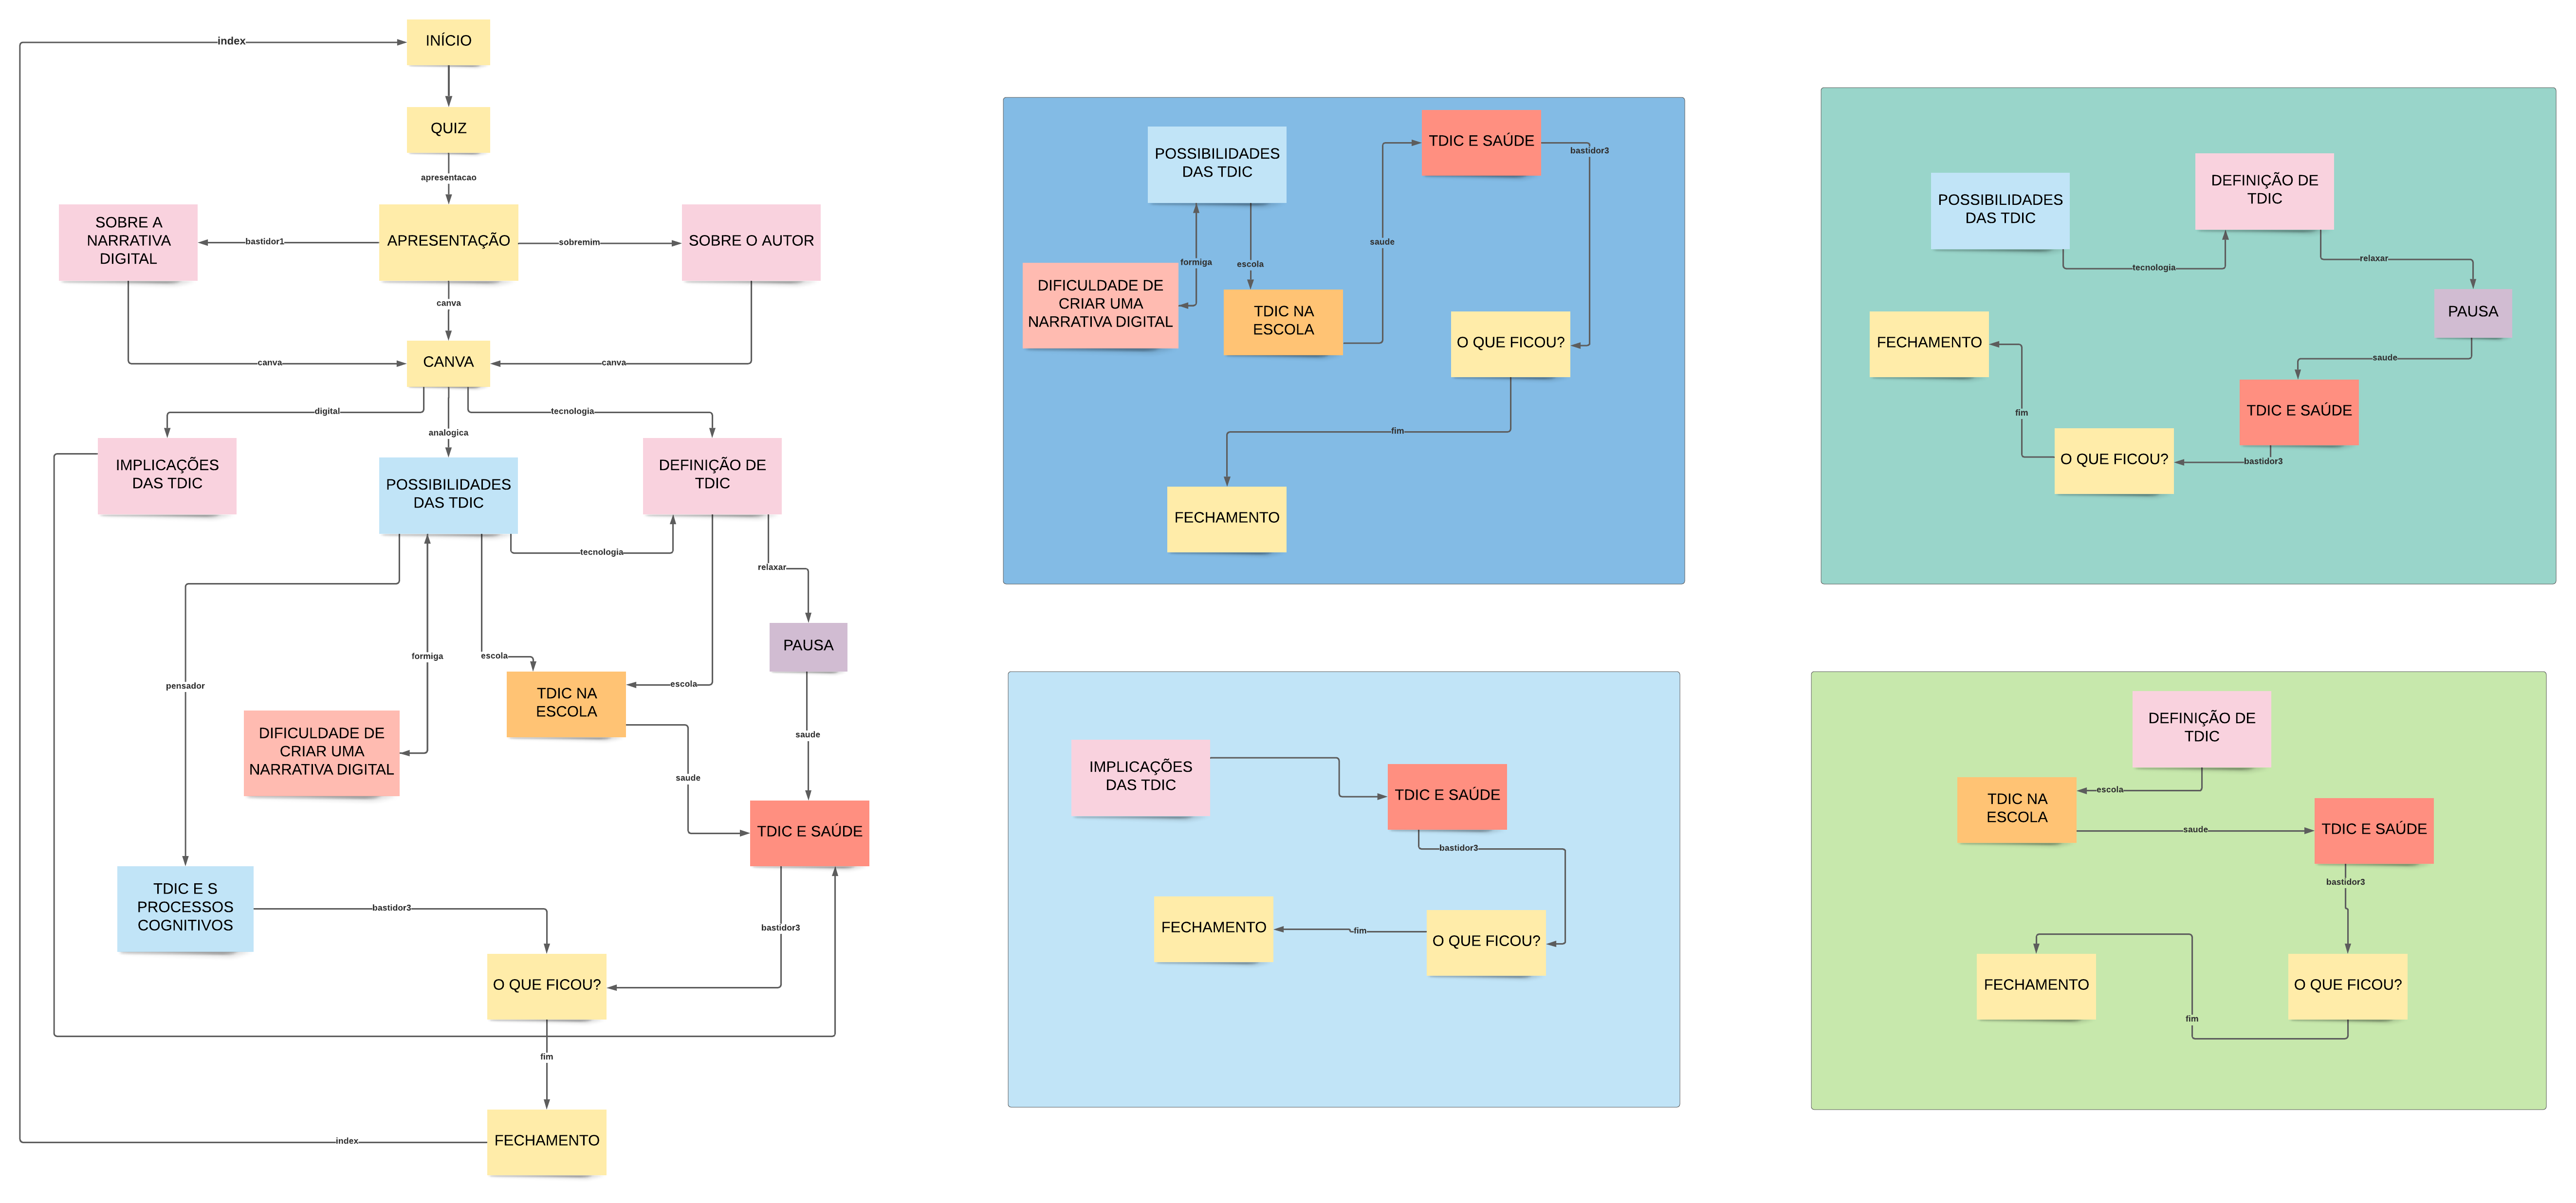 index
INÍCIO
QUIZ
apresentacao
SOBRE A
NARRATIVA
DIGITAL
bastidor1
APRESENTAÇÃO
sobremim
SOBRE O AUTOR
canva
canva
CANVA
canva
digital
analogica
tecnologia
IMPLICAÇÕES
DAS TDIC
POSSIBILIDADES
DAS TDIC
DEFINIÇÃO DE
TDIC
tecnologia
relaxar
pensador
formiga
escola
PAUSA
escola
TDIC NA
ESCOLA
DIFICULDADE DE
CRIAR UMA
NARRATIVA DIGITAL
saude
saude
TDIC E SAÚDE
TDIC E S
PROCESSOS
COGNITIVOS
bastidor3
bastidor3
O QUE FICOU?
fim
FECHAMENTO
index
POSSIBILIDADES
DAS TDIC
TDIC E SAÚDE
bastidor3
saude
formiga
escola
DIFICULDADE DE
CRIAR UMA
NARRATIVA DIGITAL
TDIC NA
ESCOLA
O QUE FICOU?
fim
FECHAMENTO
POSSIBILIDADES
DAS TDIC
DEFINIÇÃO DE
TDIC
tecnologia
relaxar
PAUSA
FECHAMENTO
saude
TDIC E SAÚDE
fim
O QUE FICOU?
bastidor3
IMPLICAÇÕES
DAS TDIC
TDIC E SAÚDE
bastidor3
FECHAMENTO
fim
O QUE FICOU?
DEFINIÇÃO DE
TDIC
escola
TDIC NA
ESCOLA
saude
TDIC E SAÚDE
bastidor3
FECHAMENTO
O QUE FICOU?
fim